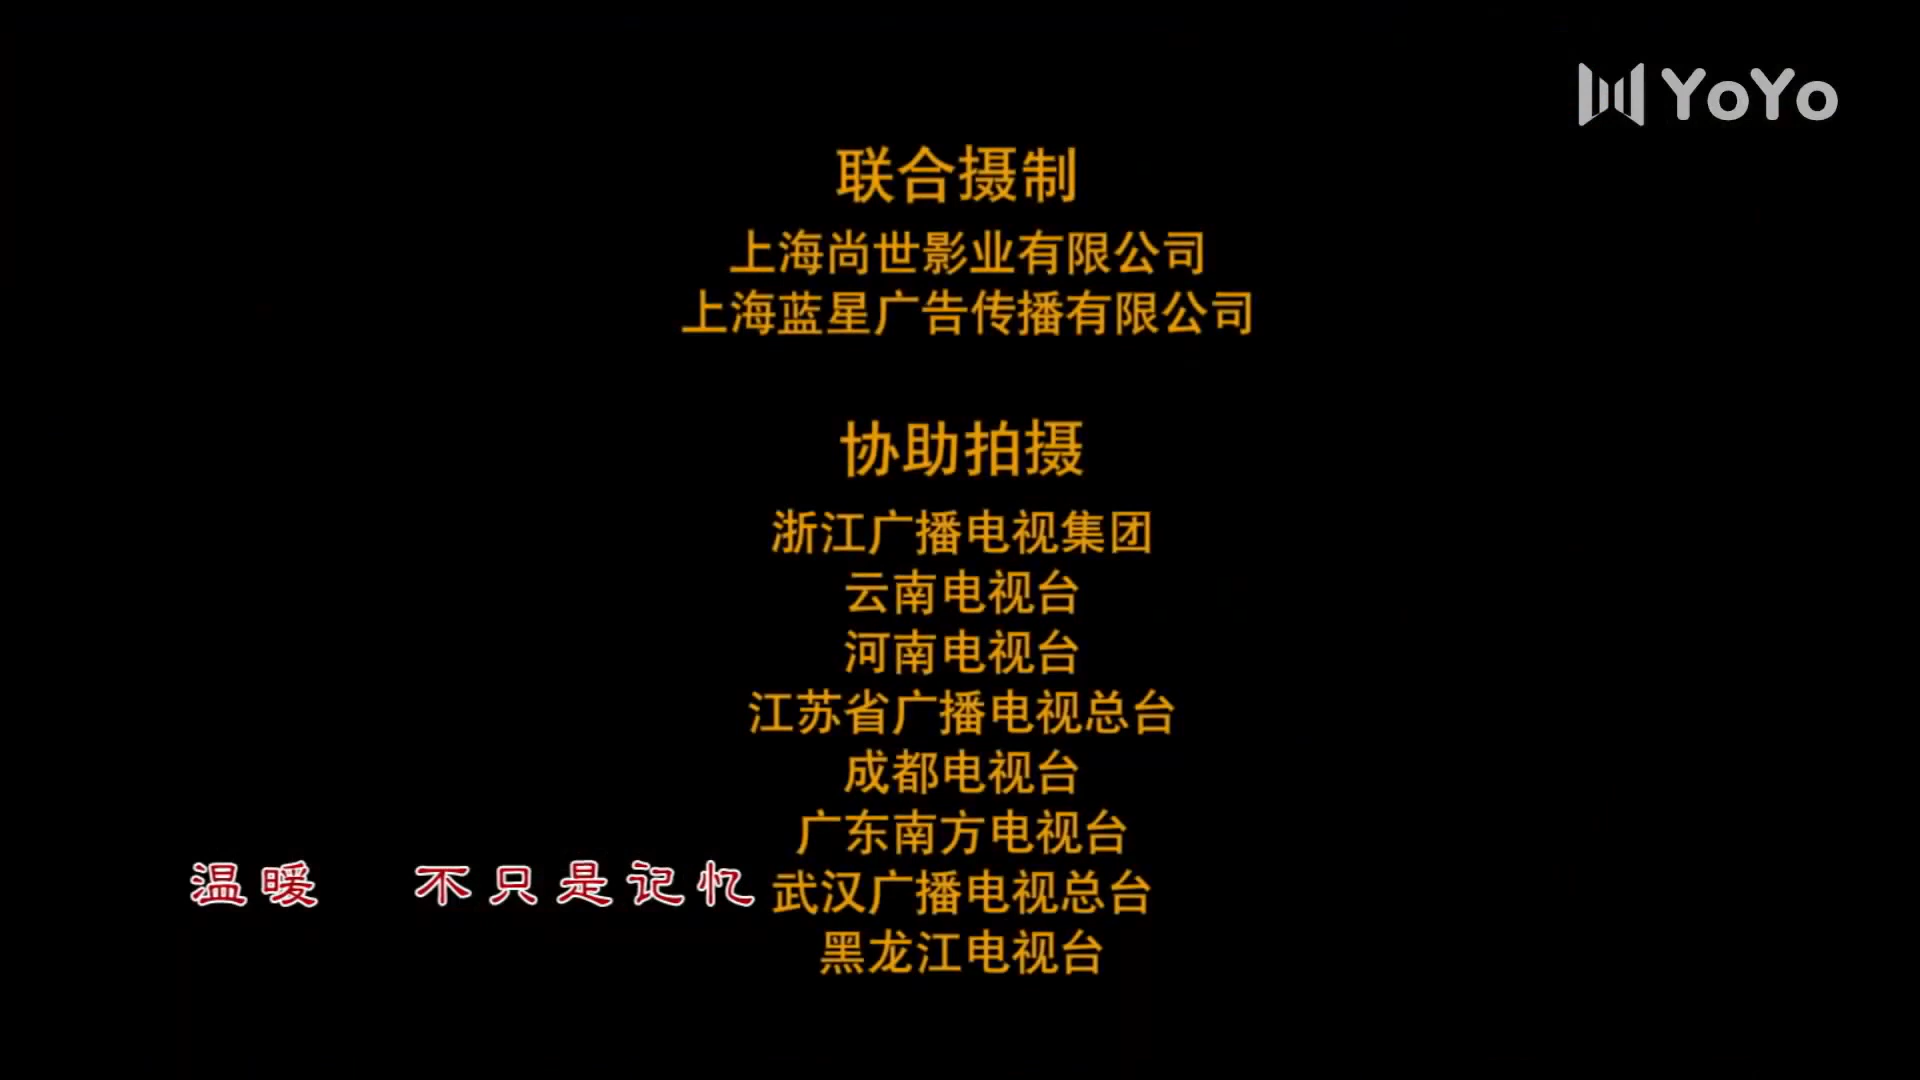 YoYo
联合摄制
上海尚世影业有限公司
上海蓝星广告传播有限公司
协助拍摄
浙江广播电视集团
云南电视台
河南电视台
江苏省广播电视总台
成都电视台
广东南方电视台
温暖 不只是记忆
武汉广播电视总台
黑龙江电视台